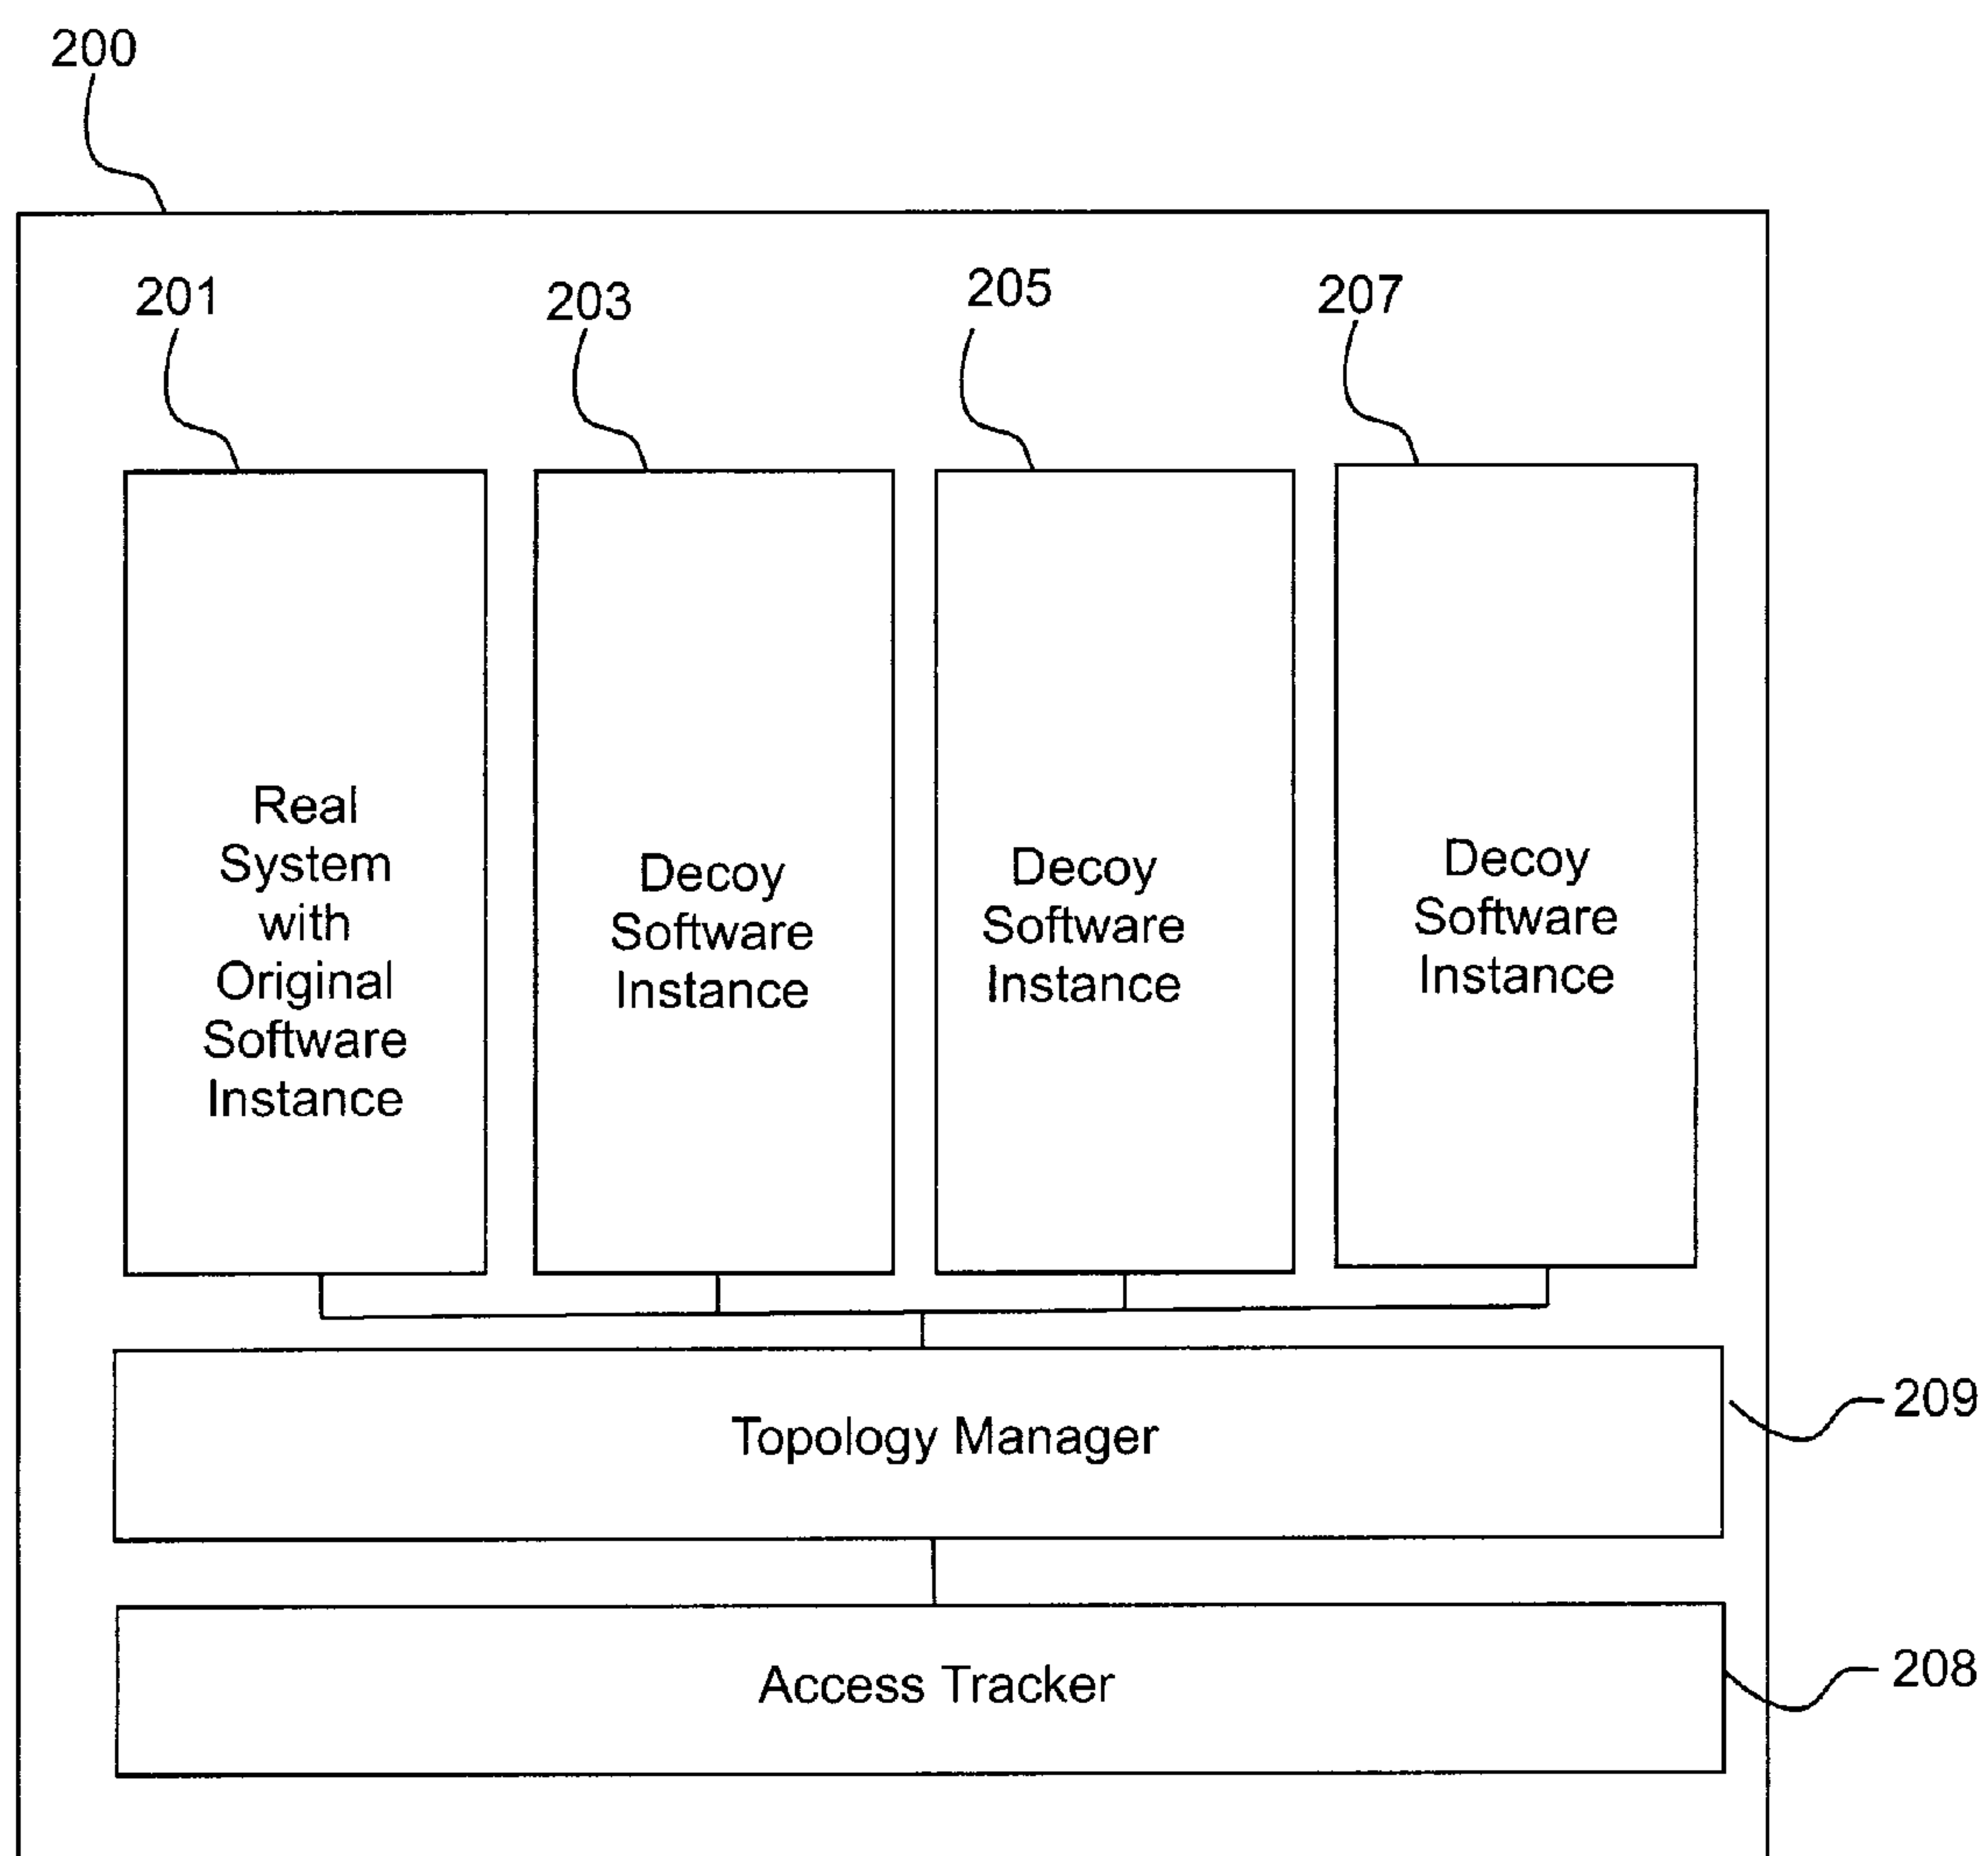 200
201
203
205
207
Real
System
with
Original
Software
Instance
Decoy
Software
Instance
Decoy
Software
Instance
Decoy
Software
Instance
Topology Manager
209
Access Tracker
208